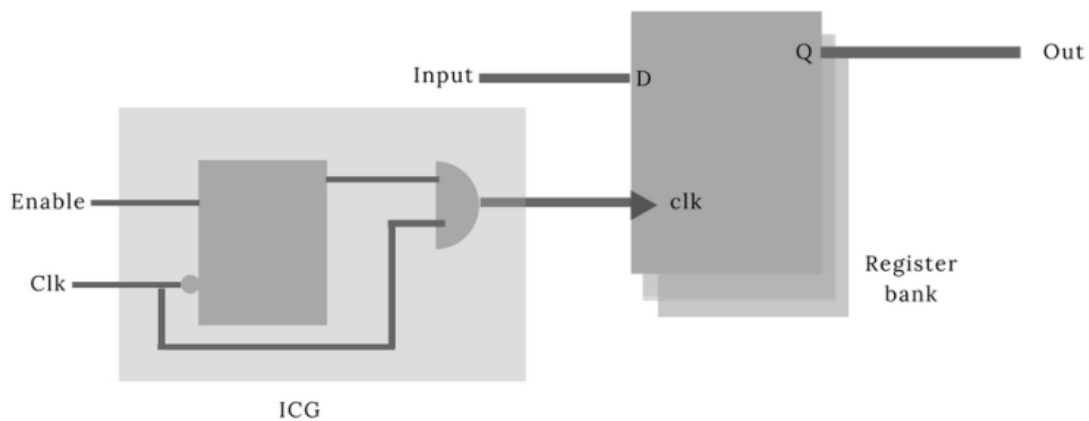 Q
Out
Input
D
Enable
clk
Clk
Register
bank
ICG